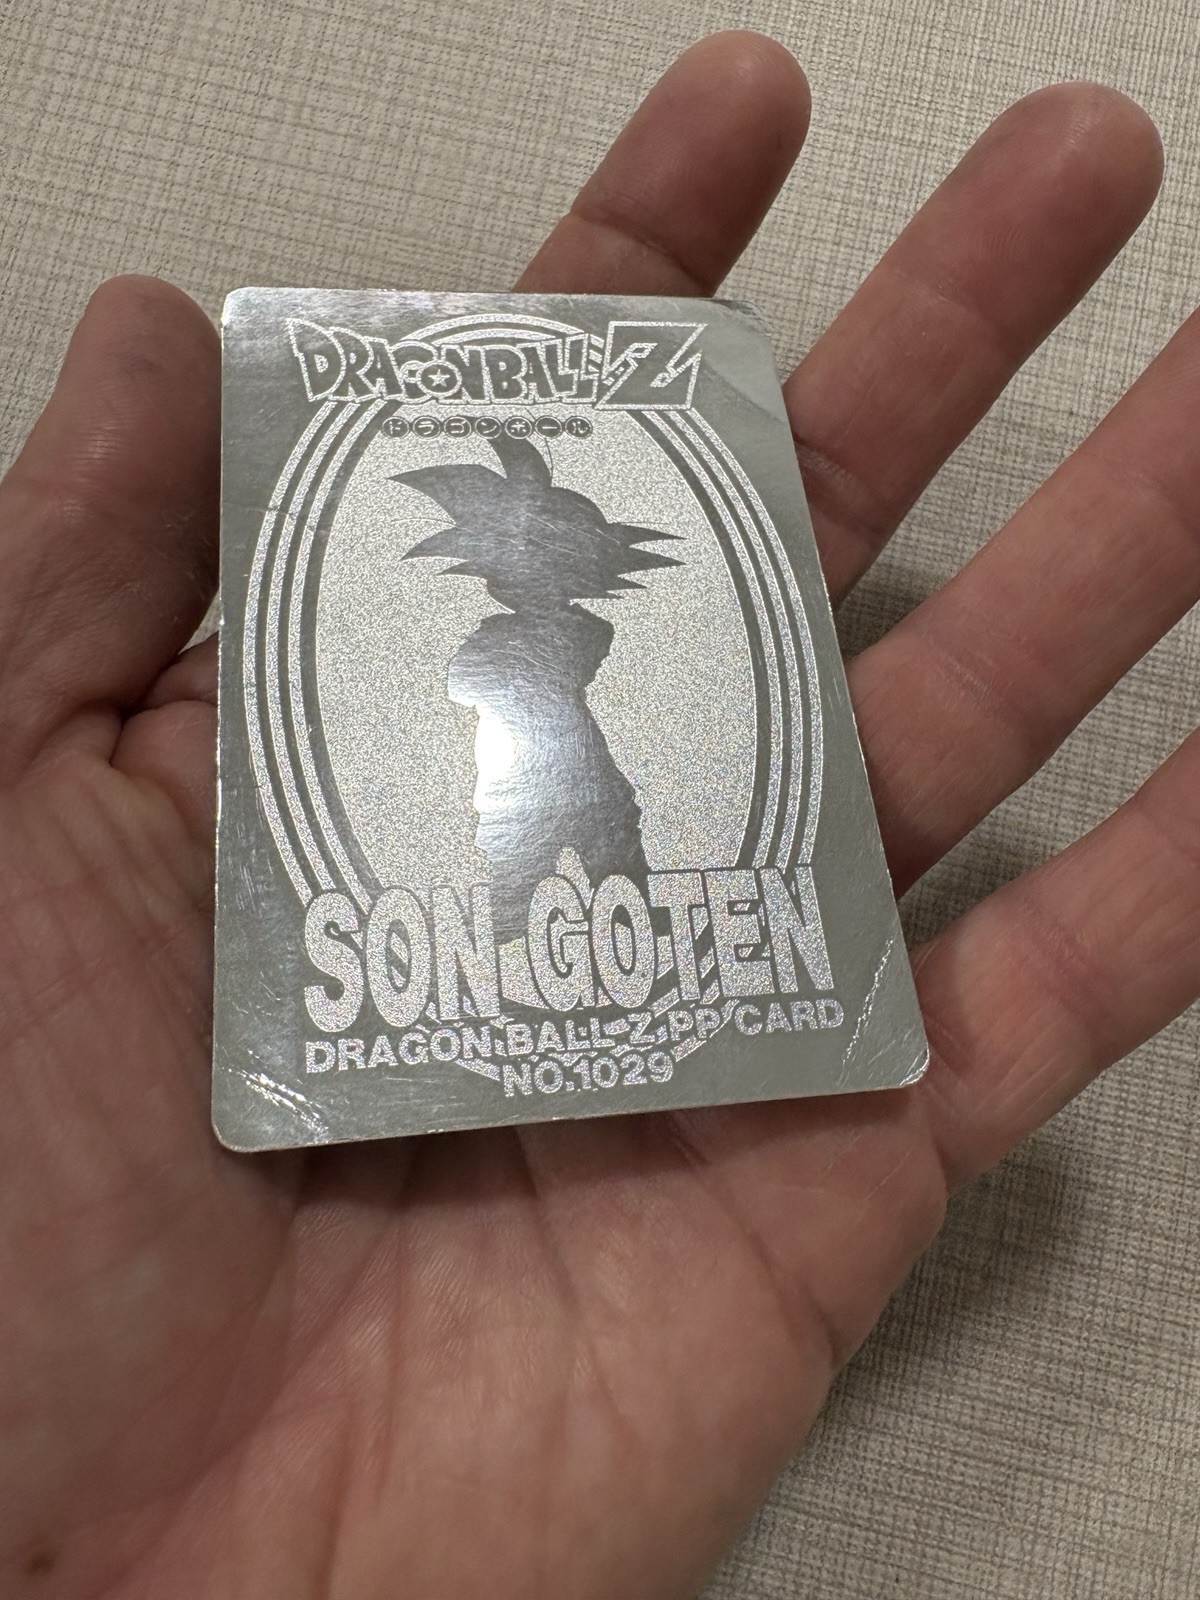 DRAGONBALL Z
ドラゴンボール
SON GOTEN
DRAGON BALL Z PP CARD
NO.1029